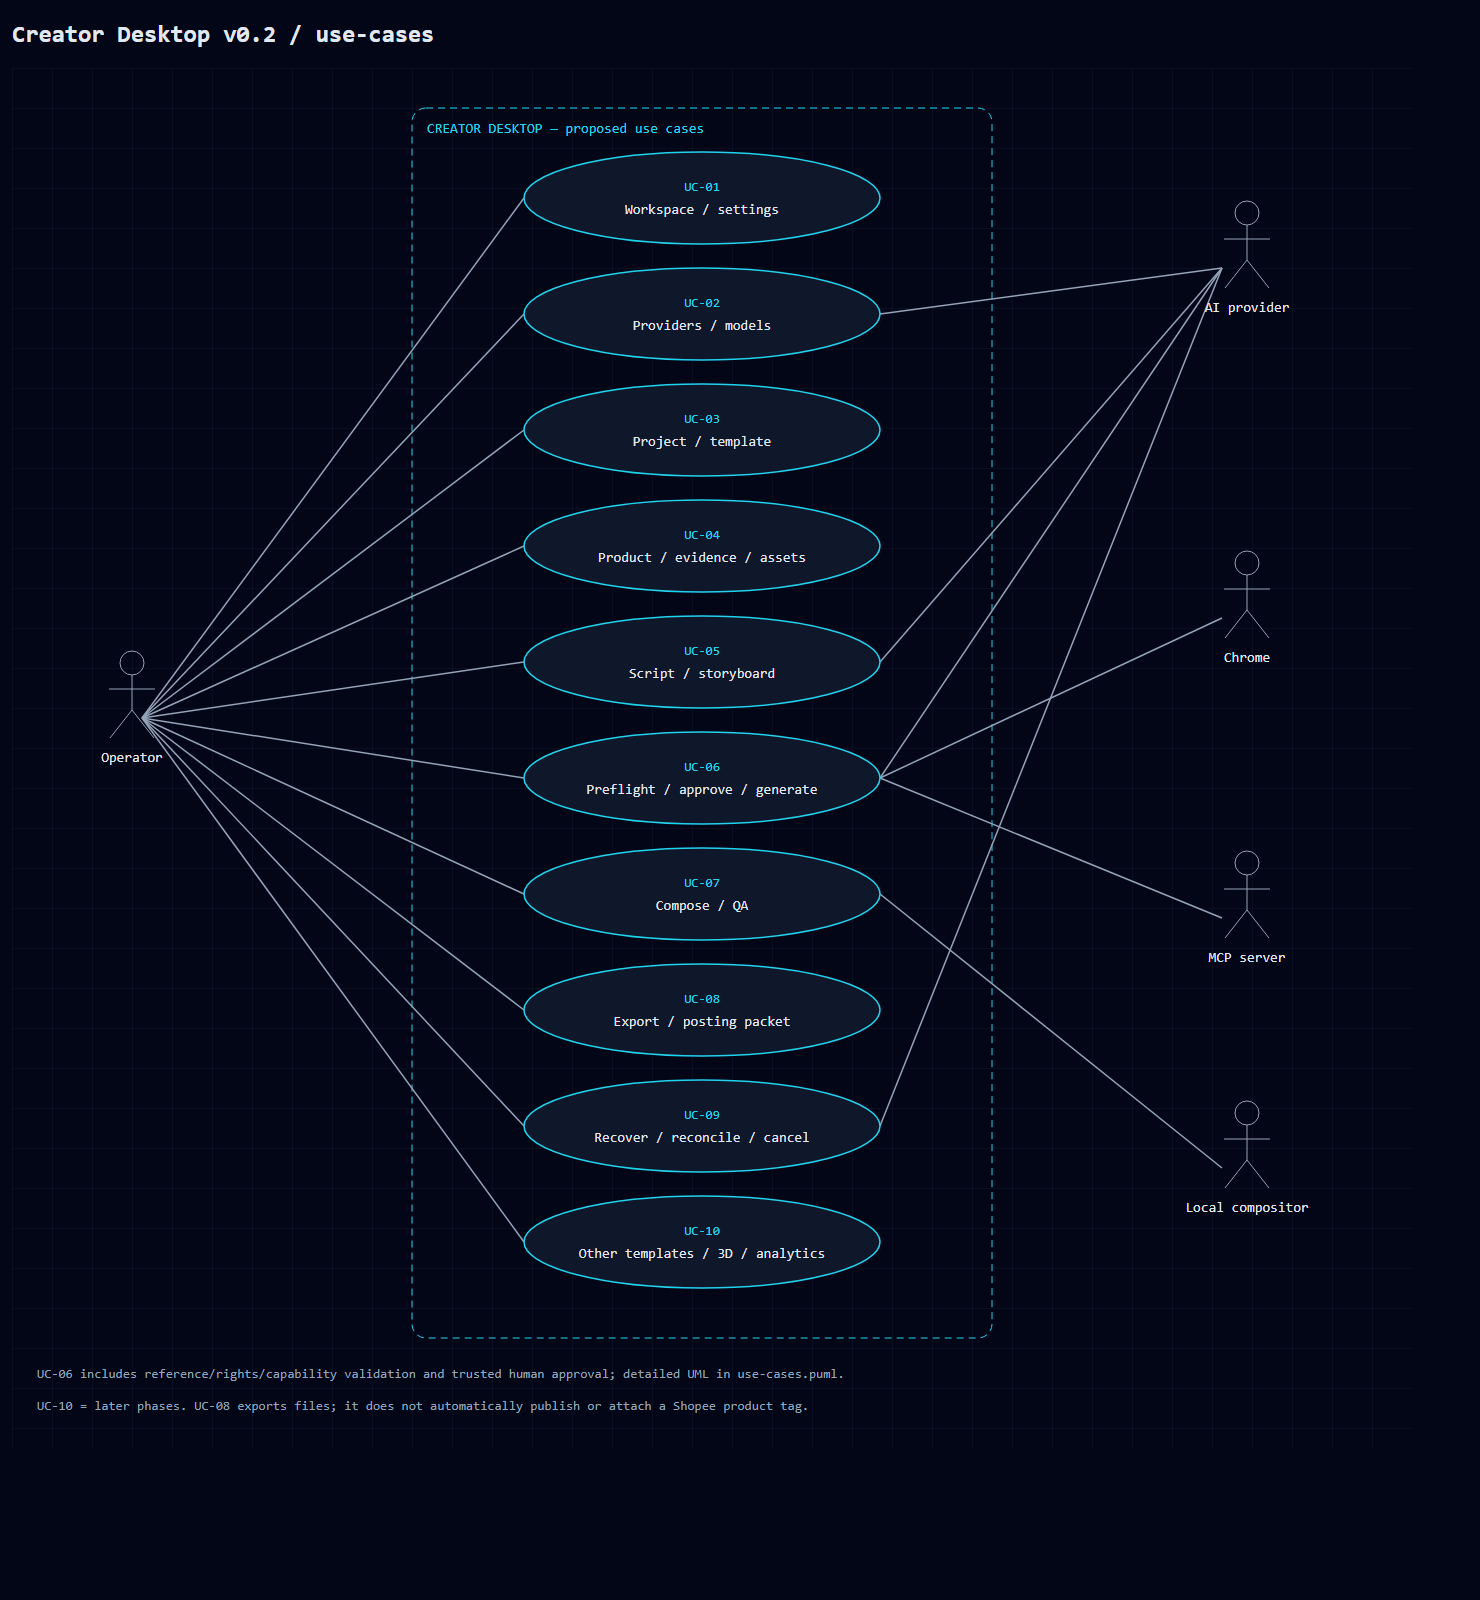 Creator Desktop v0.2 / use-cases
CREATOR DESKTOP — proposed use cases
UC-01
Workspace / settings
UC-02
Providers / models
UC-03
Project / template
UC-04
Product / evidence / assets
UC-05
Script / storyboard
UC-06
Preflight / approve / generate
UC-07
Compose / QA
UC-08
Export / posting packet
UC-09
Recover / reconcile / cancel
UC-10
Other templates / 3D / analytics
Operator
AI provider
Chrome
MCP server
Local compositor
UC-06 includes reference/rights/capability validation and trusted human approval; detailed UML in use-cases.puml.
UC-10 = later phases. UC-08 exports files; it does not automatically publish or attach a Shopee product tag.